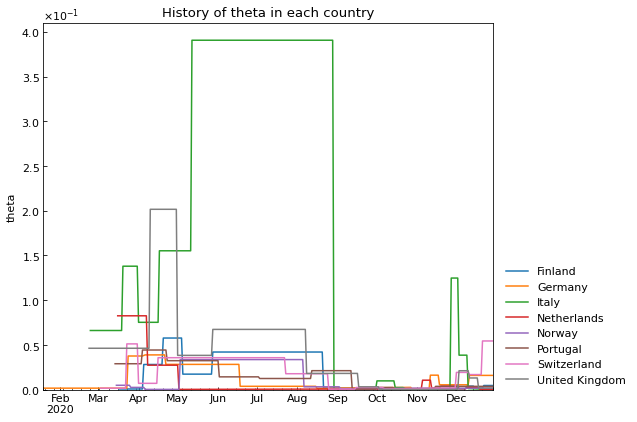 History of theta in each country
×10⁻¹
4.0
3.5
3.0
2.5
2.0
1.5
1.0
0.5
0.0
theta
Feb Mar Apr May Jun Jul Aug Sep Oct Nov Dec
2020
Finland
Germany
Italy
Netherlands
Norway
Portugal
Switzerland
United Kingdom